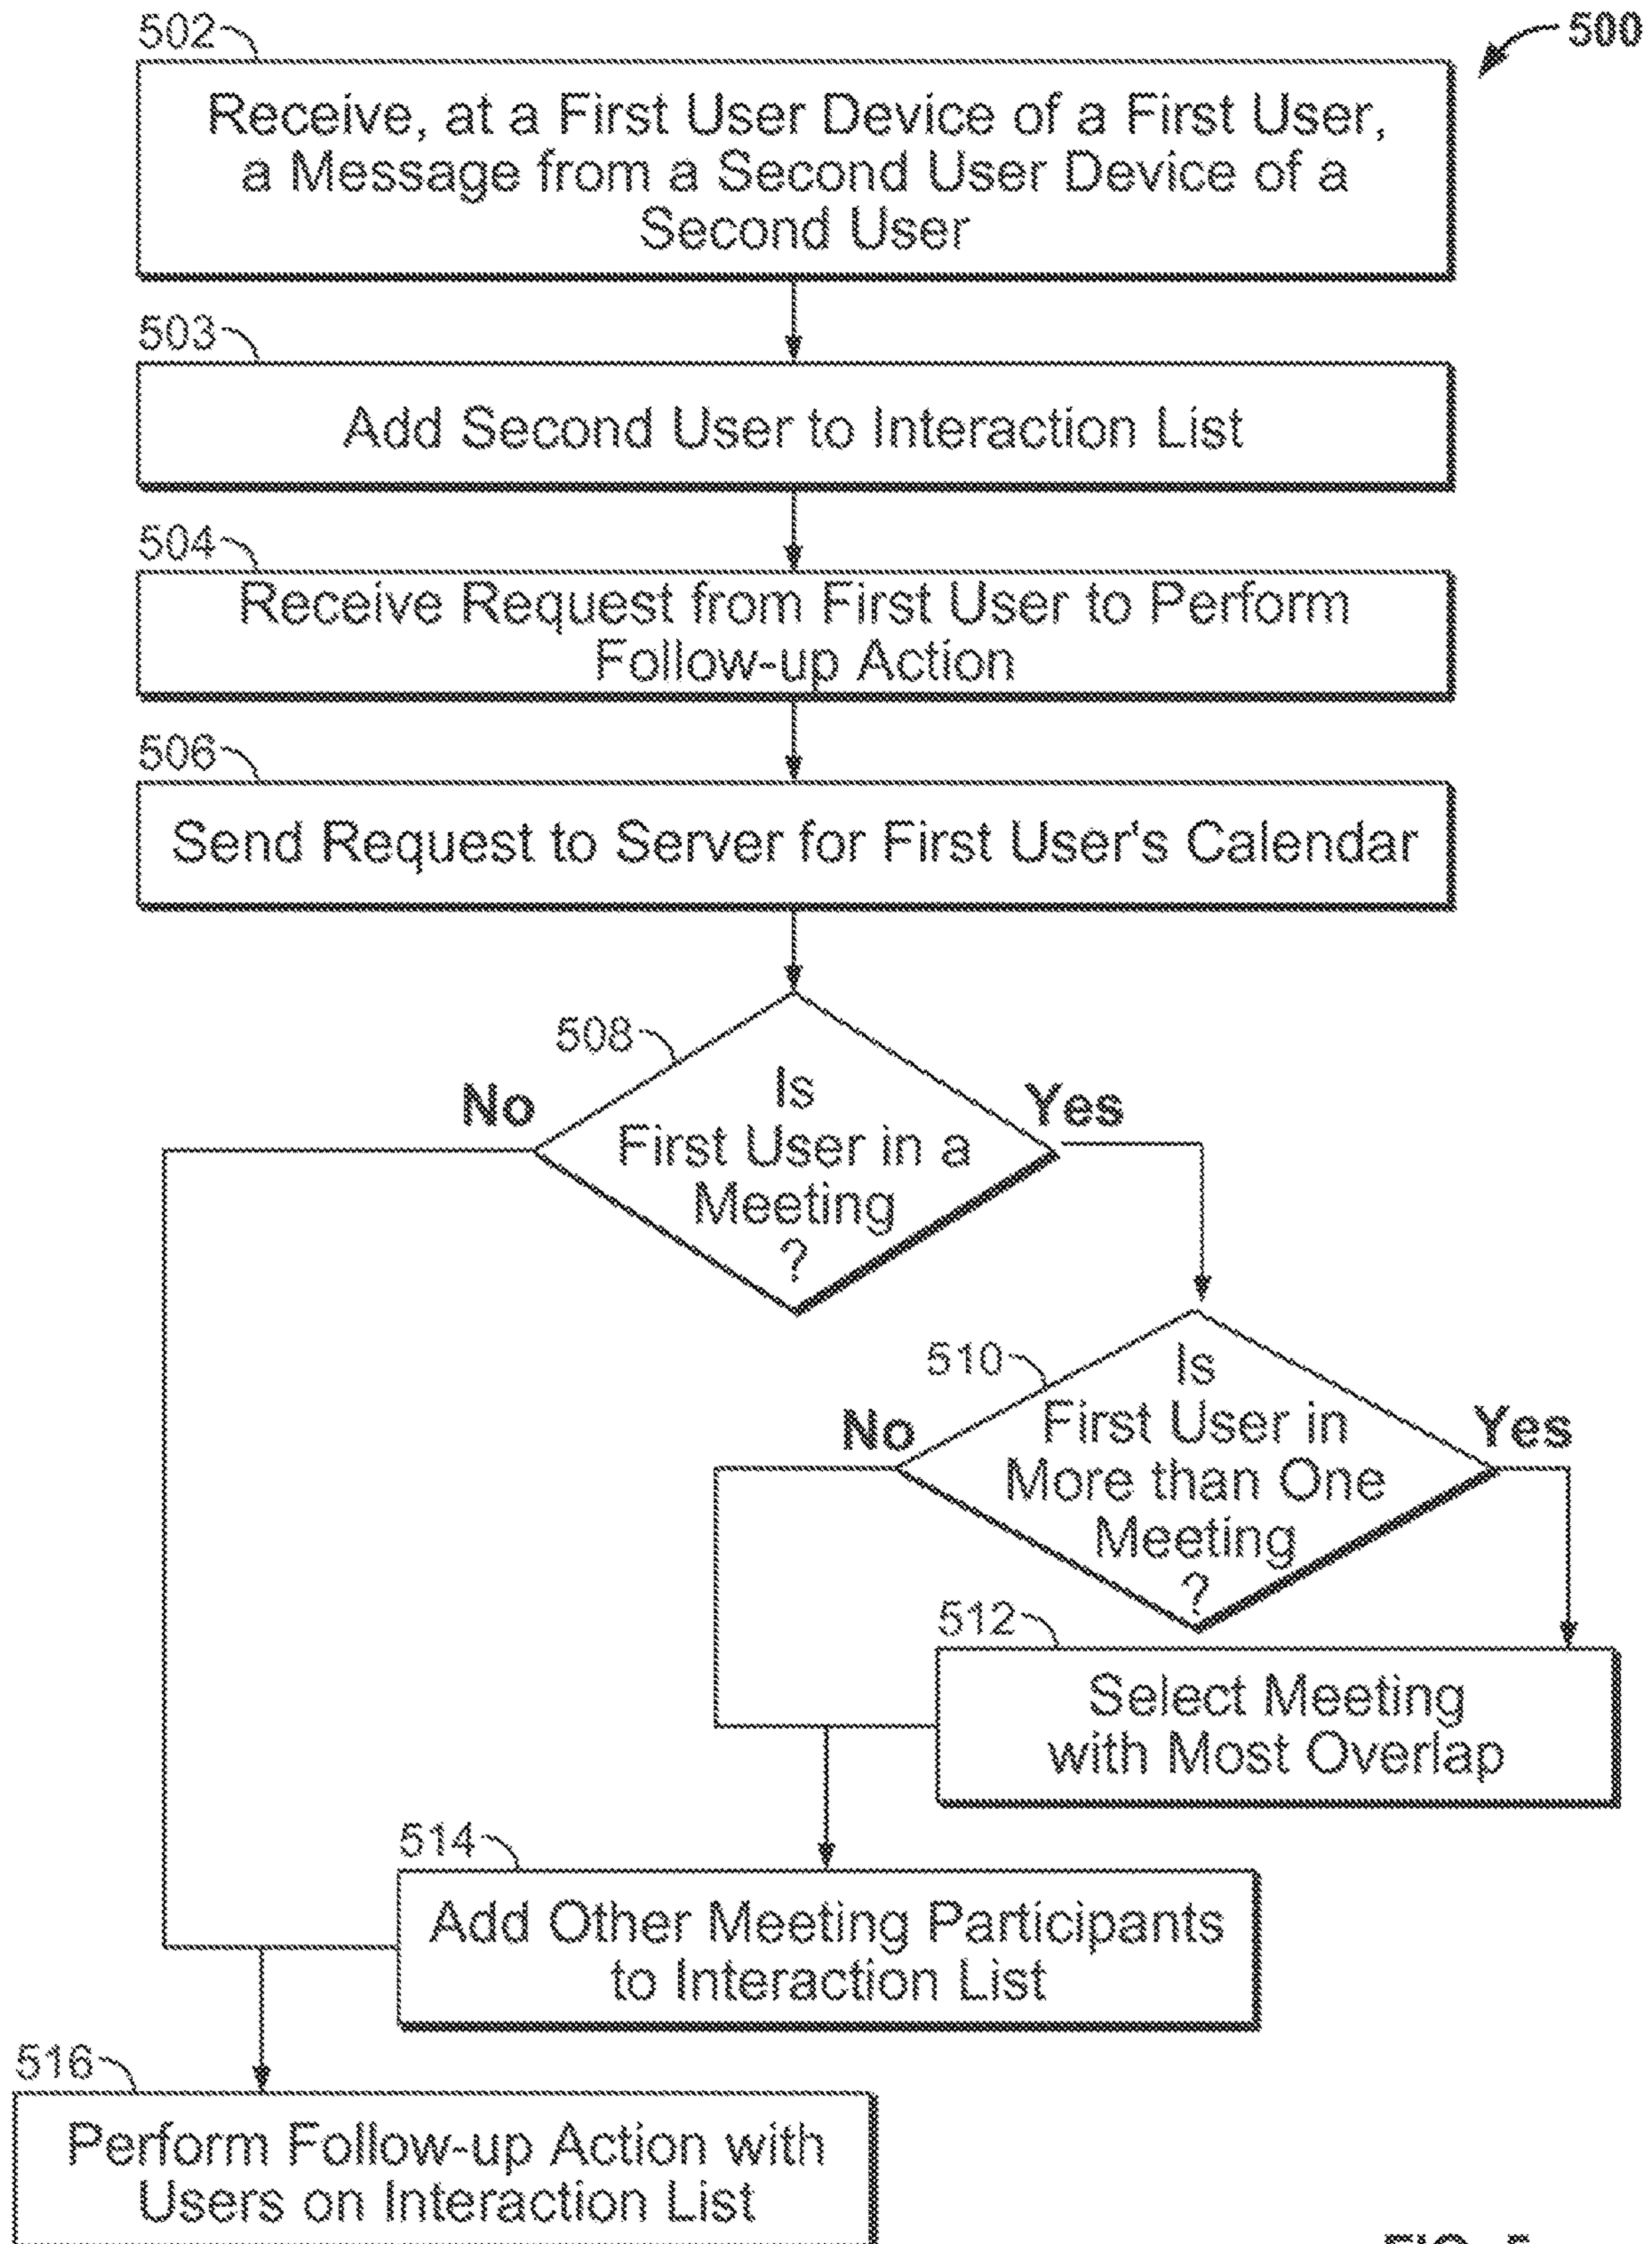 502
500
Receive, at a First User Device of a First User,
a Message from a Second User Device of a
Second User
503
Add Second User to Interaction List
504
Receive Request from First User to Perform
Follow-up Action
506
Send Request to Server for First User's Calendar
508
No
Yes
Is
First User in a
Meeting
?
510
No
Yes
Is
First User in
More than One
Meeting
?
512
Select Meeting
with Most Overlap
514
Add Other Meeting Participants
to Interaction List
516
Perform Follow-up Action with
Users on Interaction List